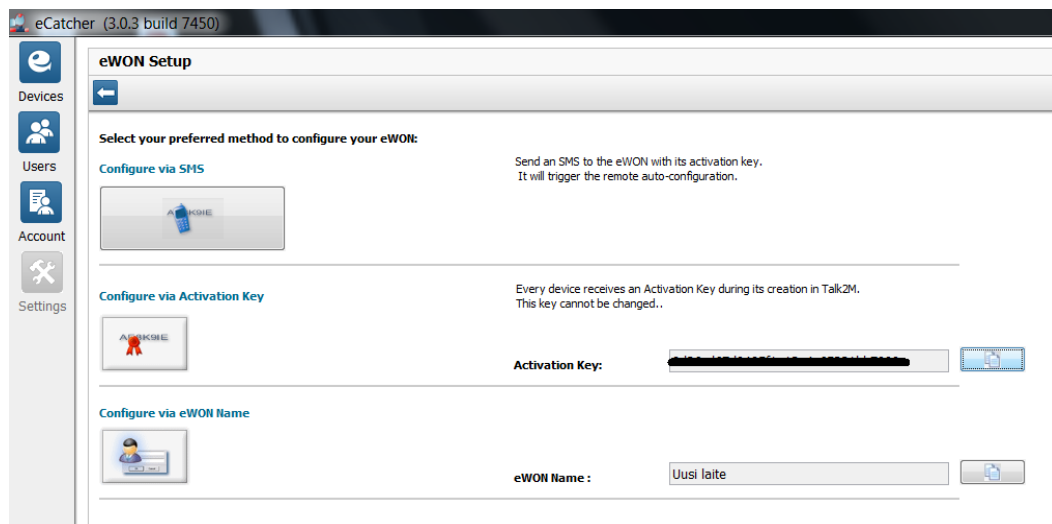 eCatcher (3.0.3 build 7450)
eWON Setup
Devices
Select your preferred method to configure your eWON:
Users
Configure via SMS
Send an SMS to the eWON with its activation key.
It will trigger the remote auto-configuration.
Account
Settings
Configure via Activation Key
Every device receives an Activation Key during its creation in Talk2M.
This key cannot be changed..
Activation Key:
Configure via eWON Name
eWON Name :
Uusi laite